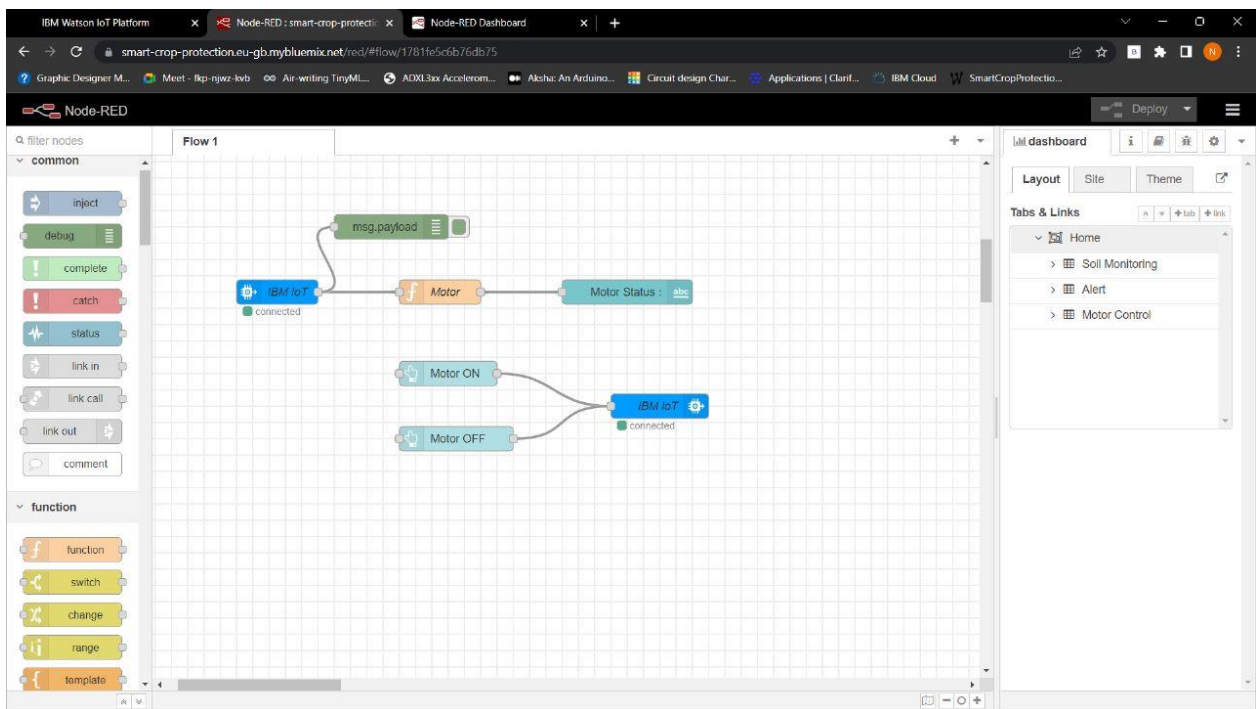 IBM Watson IoT Platform
Node-RED : smart-crop-protectic
Node-RED Dashboard
smart-crop-protection.eu-gb.mybluemix.net/red/#flow/1781fe5c6b76db75
Graphic Designer M... Meet - fkp-njwz-kvb Air-writing TinyML... ADXL3xx Accelerom... Aksha: An Arduino... Circuit design Char... Applications | Clarif... IBM Cloud SmartCropProtectio...
Node-RED
Deploy
filter nodes
Flow 1
dashboard
common
inject
debug
complete
catch
status
link in
link call
link out
comment
function
function
switch
change
range
template
msg.payload
IBM IoT
connected
Motor
Motor Status :
abc
Motor ON
Motor OFF
IBM IoT
connected
Layout Site Theme
Tabs & Links
tab
link
Home
Soil Monitoring
Alert
Motor Control